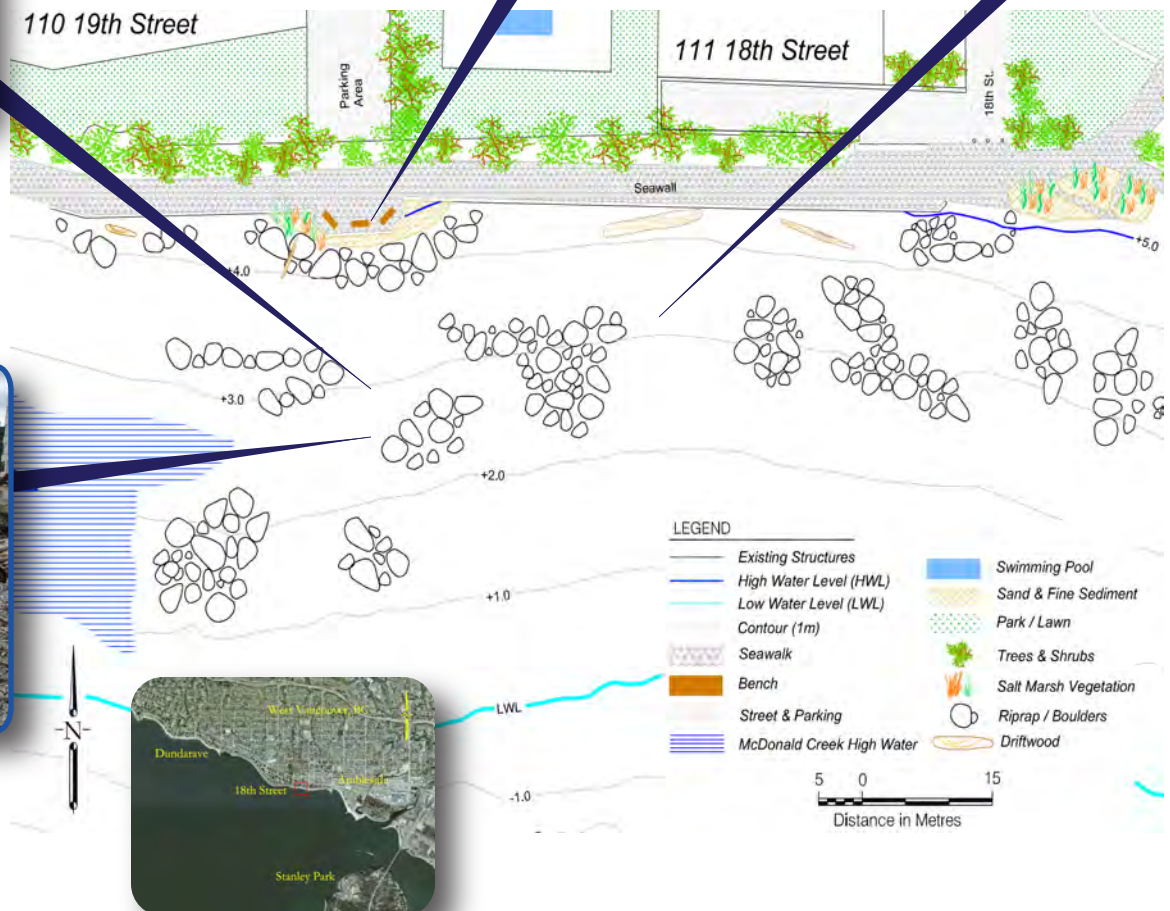 110 19th Street
Parking
Area
111 18th Street
18th St.
Seawall
+5.0
+4.0
+3.0
+2.0
+1.0
LWL
-1.0
N
LEGEND
Existing Structures
High Water Level (HWL)
Low Water Level (LWL)
Contour (1m)
Seawalk
Bench
Street & Parking
McDonald Creek High Water
Swimming Pool
Sand & Fine Sediment
Park / Lawn
Trees & Shrubs
Salt Marsh Vegetation
Riprap / Boulders
Driftwood
5 0 15
Distance in Metres
West Vancouver, BC
Dundarave
Ambleside
18th Street
Stanley Park